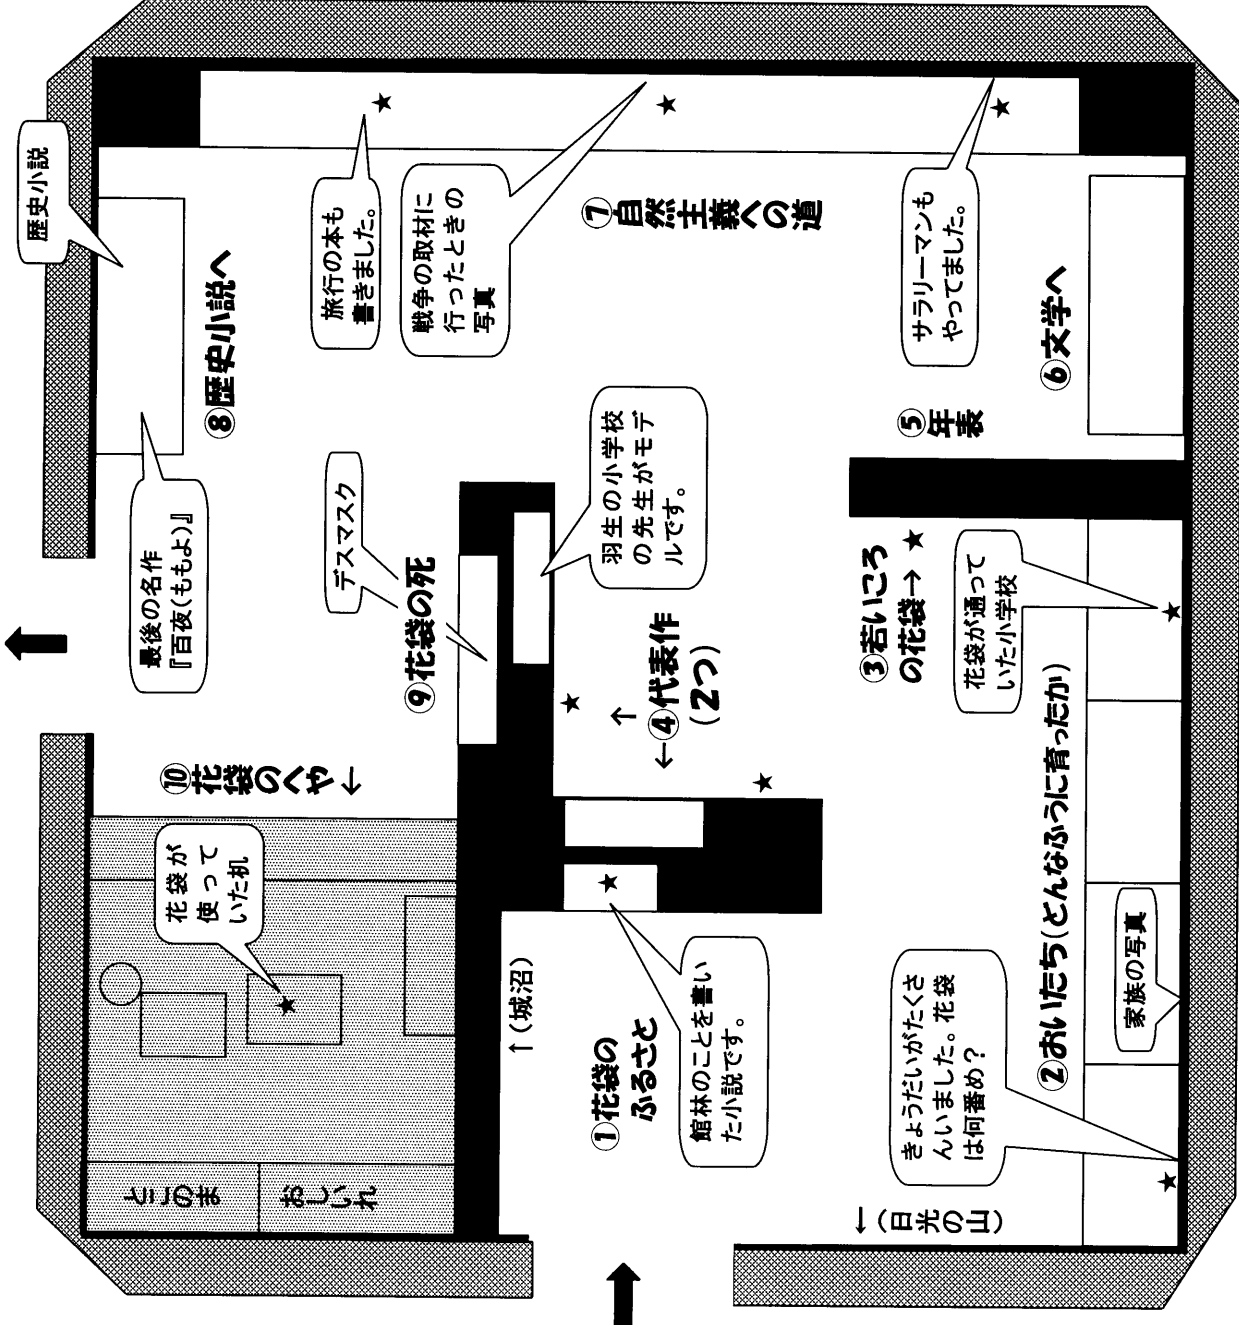 ①花袋の
ふるさと
↑(城沼)
館林のことを書い
た小説です。
←(日光の山)
②おいたち(どんなふうに育ったか)
きょうだいがたくさ
んいました。花袋
は何番め?
家族の写真
③若いころ
の花袋→
花袋が通って
いた小学校
←④代表作
(2つ)
羽生の小学校
の先生がモデ
ルです。
⑤年表
⑥文学へ
サラリーマンも
やってました。
⑦自然主義への道
戦争の取材に
行ったときの
写真
旅行の本も
書きました。
⑧歴史小説へ
歴史小説
最後の名作
『百夜(ももよ)』
⑨花袋の死
デスマスク
⑩花袋のへや
花袋が
使って
いた机
とこのま
おしいれ